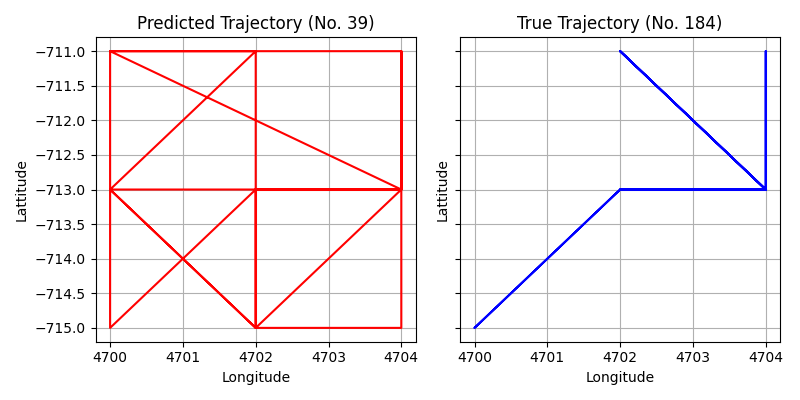 Predicted Trajectory (No. 39)
True Trajectory (No. 184)
−711.0
−711.5
−712.0
−712.5
−713.0
−713.5
−714.0
−714.5
−715.0
Lattitude
Lattitude
4700 4701 4702 4703 4704
4700 4701 4702 4703 4704
Longitude
Longitude